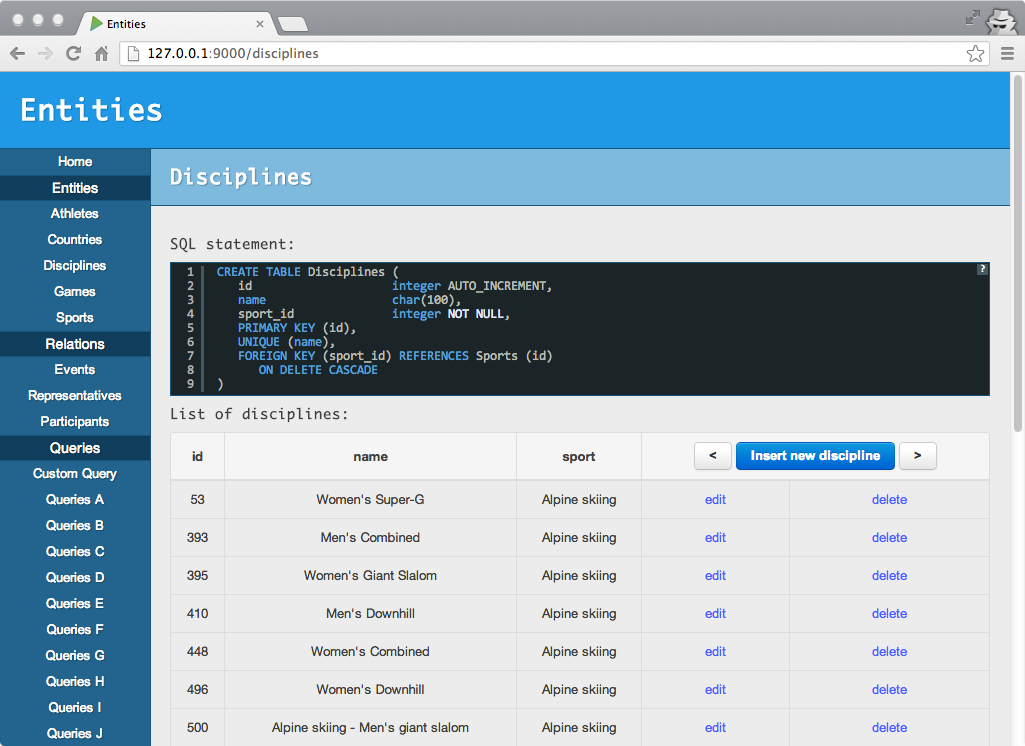 Entities
127.0.0.1:9000/disciplines
Entities
Home
Entities
Athletes
Countries
Disciplines
Games
Sports
Relations
Events
Representatives
Participants
Queries
Custom Query
Queries A
Queries B
Queries C
Queries D
Queries E
Queries F
Queries G
Queries H
Queries I
Queries J
Disciplines
SQL statement:
?
1 CREATE TABLE Disciplines (
2 id integer AUTO_INCREMENT,
3 name char(100),
4 sport_id integer NOT NULL,
5 PRIMARY KEY (id),
6 UNIQUE (name),
7 FOREIGN KEY (sport_id) REFERENCES Sports (id)
8 ON DELETE CASCADE
9 )
List of disciplines:
id name sport < Insert new discipline >
53 Women's Super-G Alpine skiing edit delete
393 Men's Combined Alpine skiing edit delete
395 Women's Giant Slalom Alpine skiing edit delete
410 Men's Downhill Alpine skiing edit delete
448 Women's Combined Alpine skiing edit delete
496 Women's Downhill Alpine skiing edit delete
500 Alpine skiing - Men's giant slalom Alpine skiing edit delete